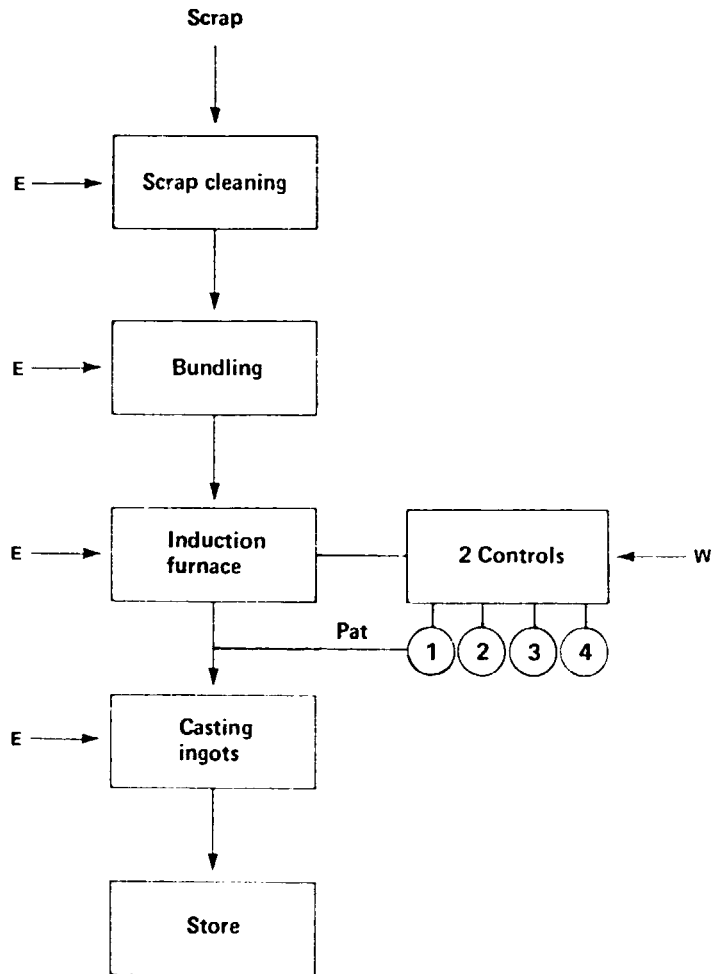 Scrap
E
Scrap cleaning
E
Bundling
E
Induction
furnace
2 Controls
W
Pat
1
2
3
4
E
Casting
ingots
Store